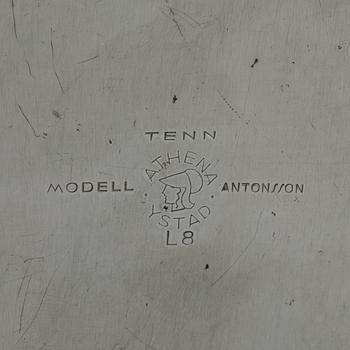 TENN
ATHENA
MODELL · ANTONSSON
YSTAD
L8